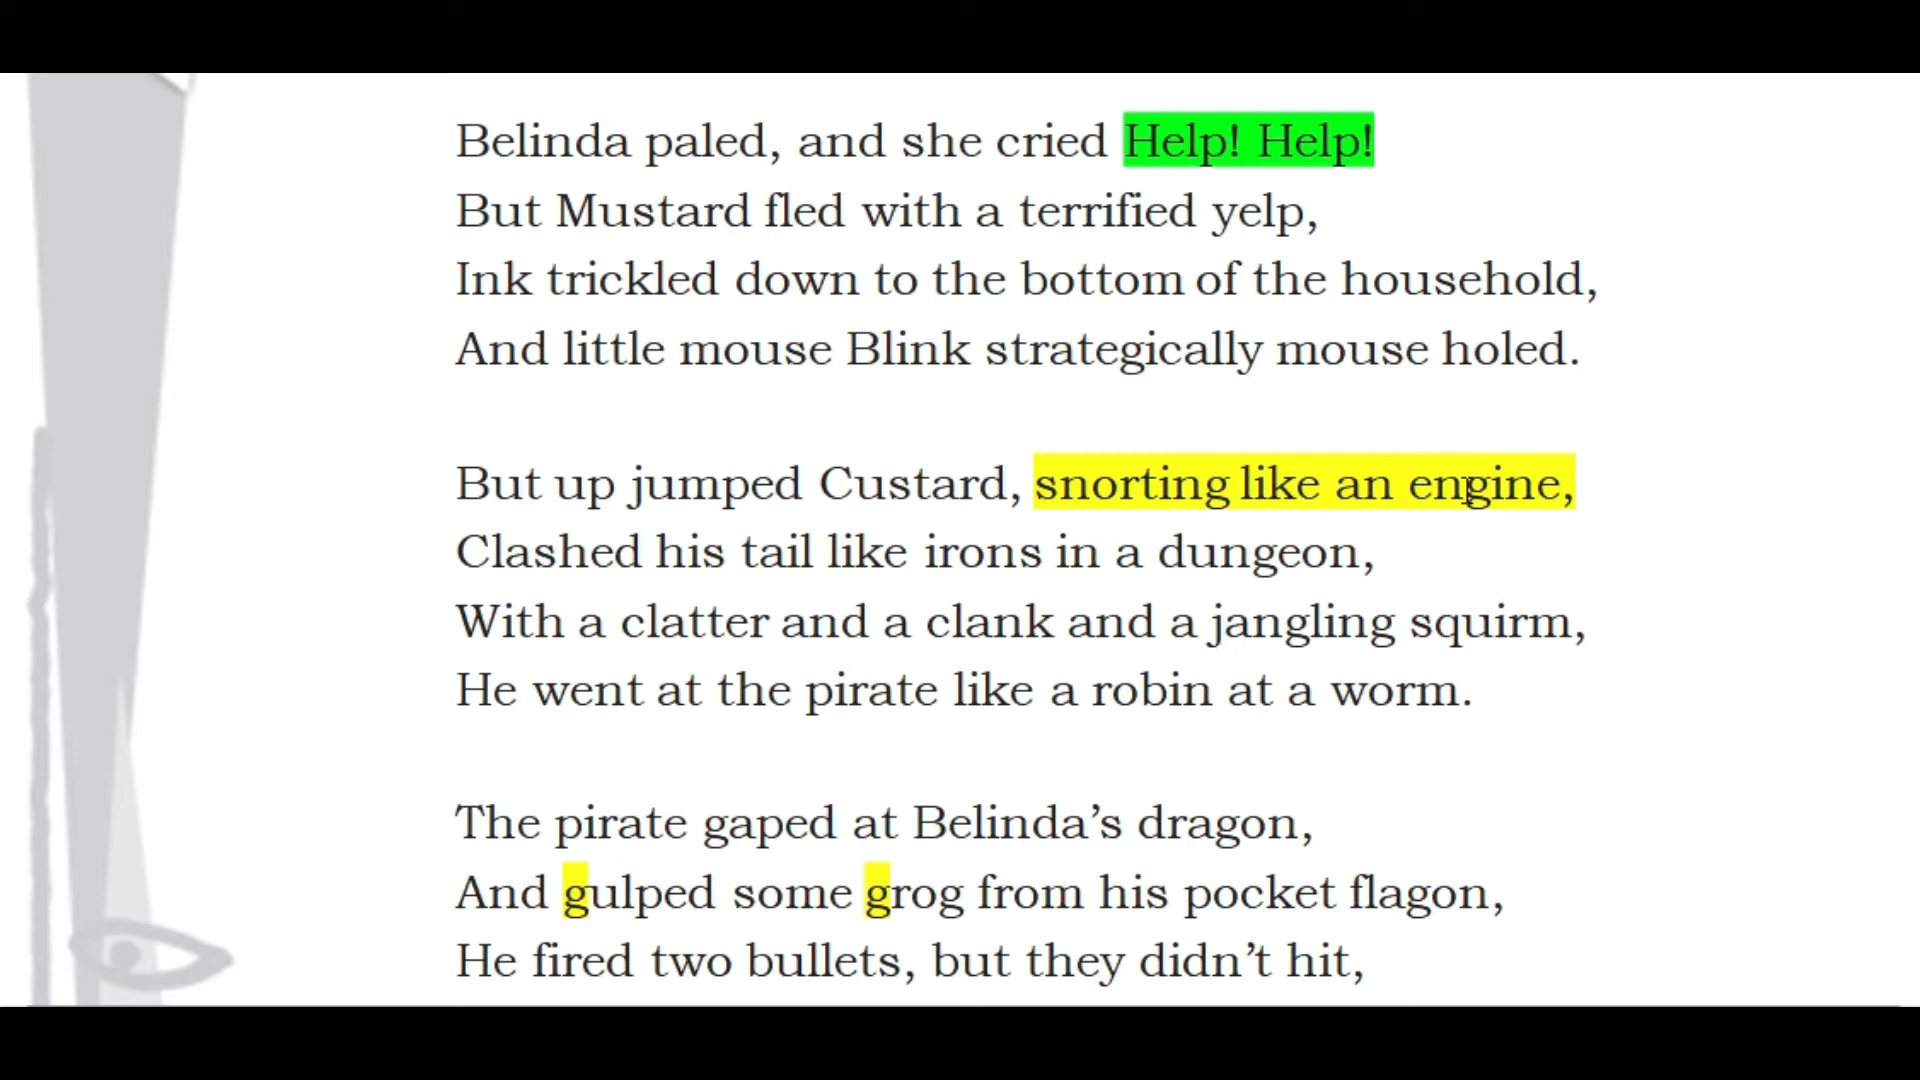 Belinda paled, and she cried Help! Help!
But Mustard fled with a terrified yelp,
Ink trickled down to the bottom of the household,
And little mouse Blink strategically mouse holed.
But up jumped Custard, snorting like an engine,
Clashed his tail like irons in a dungeon,
With a clatter and a clank and a jangling squirm,
He went at the pirate like a robin at a worm.
The pirate gaped at Belinda’s dragon,
And gulped some grog from his pocket flagon,
He fired two bullets, but they didn’t hit,